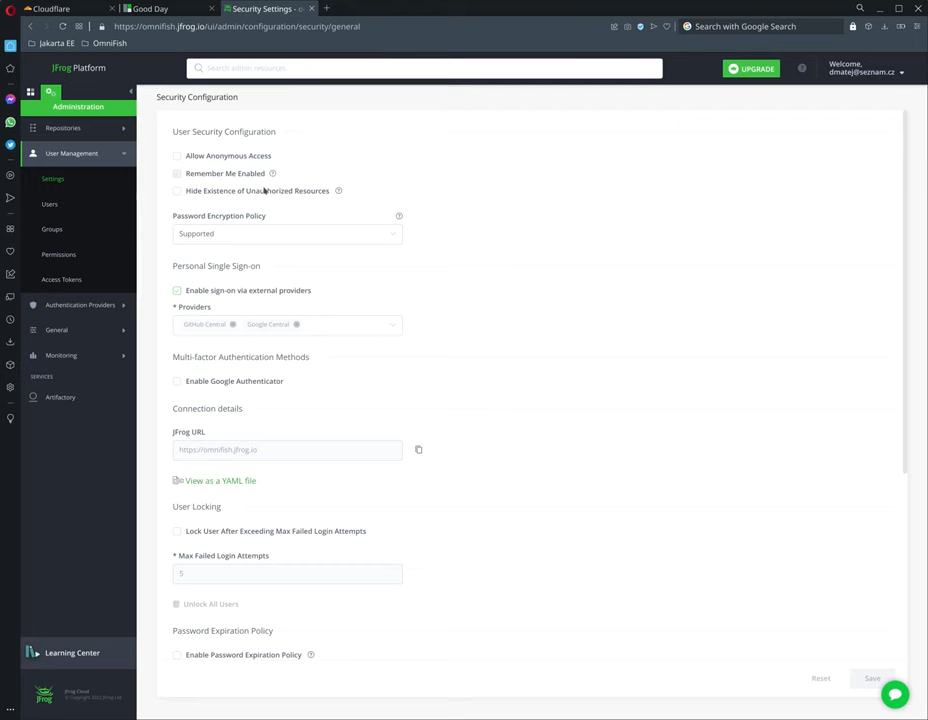 Cloudflare
Good Day
Security Settings - o
https://omnifish.jfrog.io/ui/admin/configuration/security/general
Search with Google Search
Jakarta EE
OmniFish
JFrog Platform
Search admin resources
UPGRADE
Welcome,
dmatej@seznam.cz
Administration
Repositories
User Management
Settings
Users
Groups
Permissions
Access Tokens
Authentication Providers
General
Monitoring
SERVICES
Artifactory
Learning Center
JFrog
JFrog Cloud
© Copyright 2022 JFrog Ltd
Security Configuration
User Security Configuration
Allow Anonymous Access
Remember Me Enabled
Hide Existence of Unauthorized Resources
Password Encryption Policy
Supported
Personal Single Sign-on
Enable sign-on via external providers
* Providers
GitHub Central
Google Central
Multi-factor Authentication Methods
Enable Google Authenticator
Connection details
JFrog URL
https://omnifish.jfrog.io
View as a YAML file
User Locking
Lock User After Exceeding Max Failed Login Attempts
* Max Failed Login Attempts
5
Unlock All Users
Password Expiration Policy
Enable Password Expiration Policy
Reset
Save